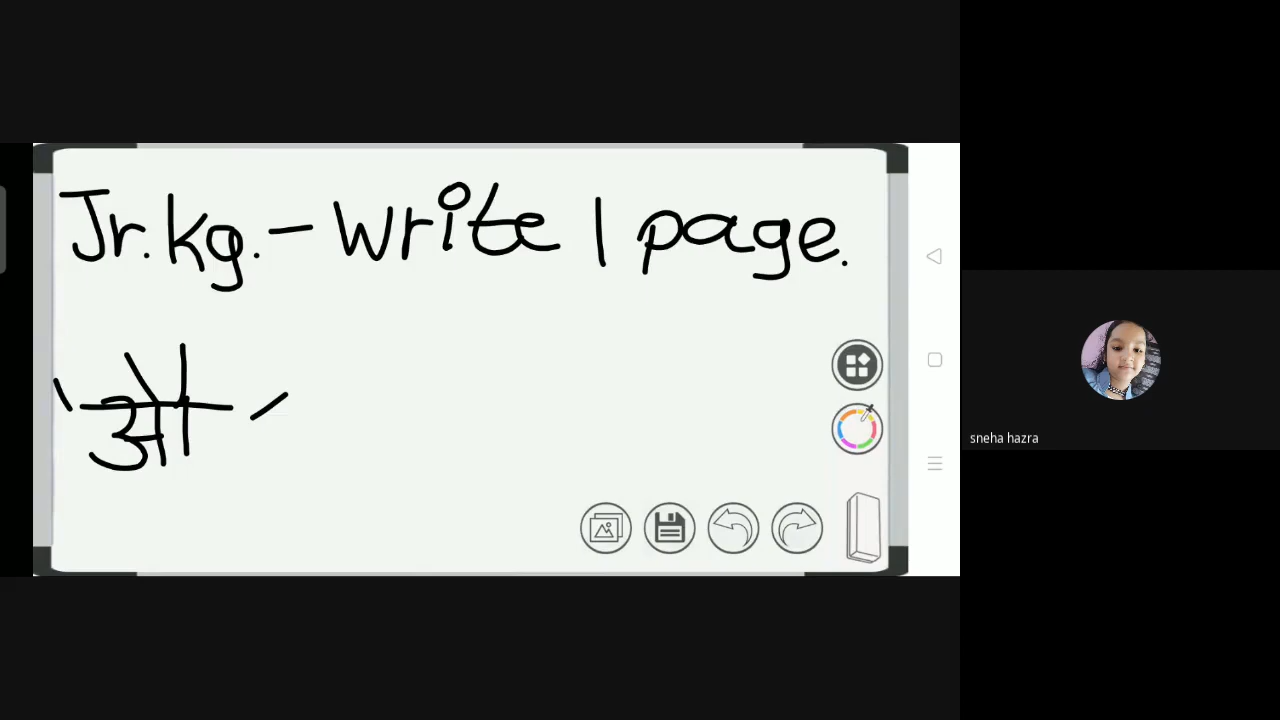 Jr.kg. - Write 1 page.
औ
sneha hazra